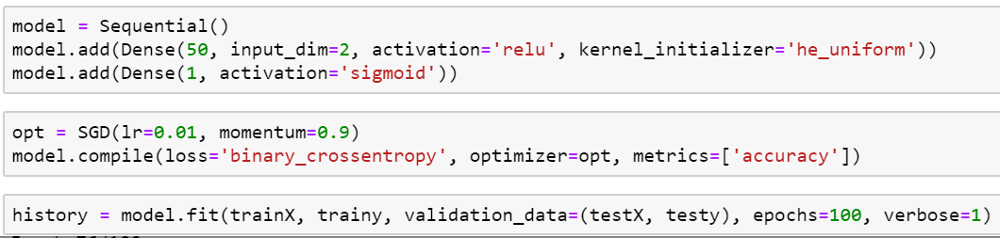 model = Sequential()
model.add(Dense(50, input_dim=2, activation='relu', kernel_initializer='he_uniform'))
model.add(Dense(1, activation='sigmoid'))
opt = SGD(lr=0.01, momentum=0.9)
model.compile(loss='binary_crossentropy', optimizer=opt, metrics=['accuracy'])
history = model.fit(trainX, trainy, validation_data=(testX, testy), epochs=100, verbose=1)